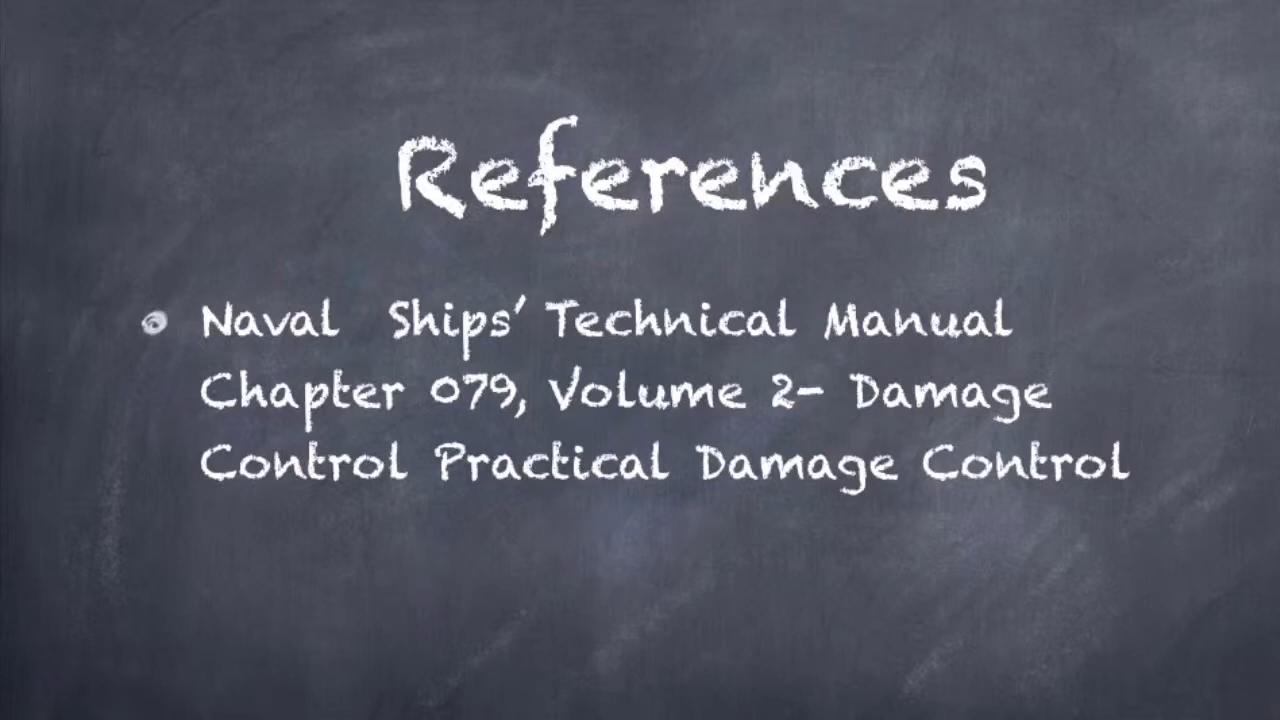 References
Naval Ships' Technical Manual
Chapter 079, Volume 2- Damage
Control Practical Damage Control